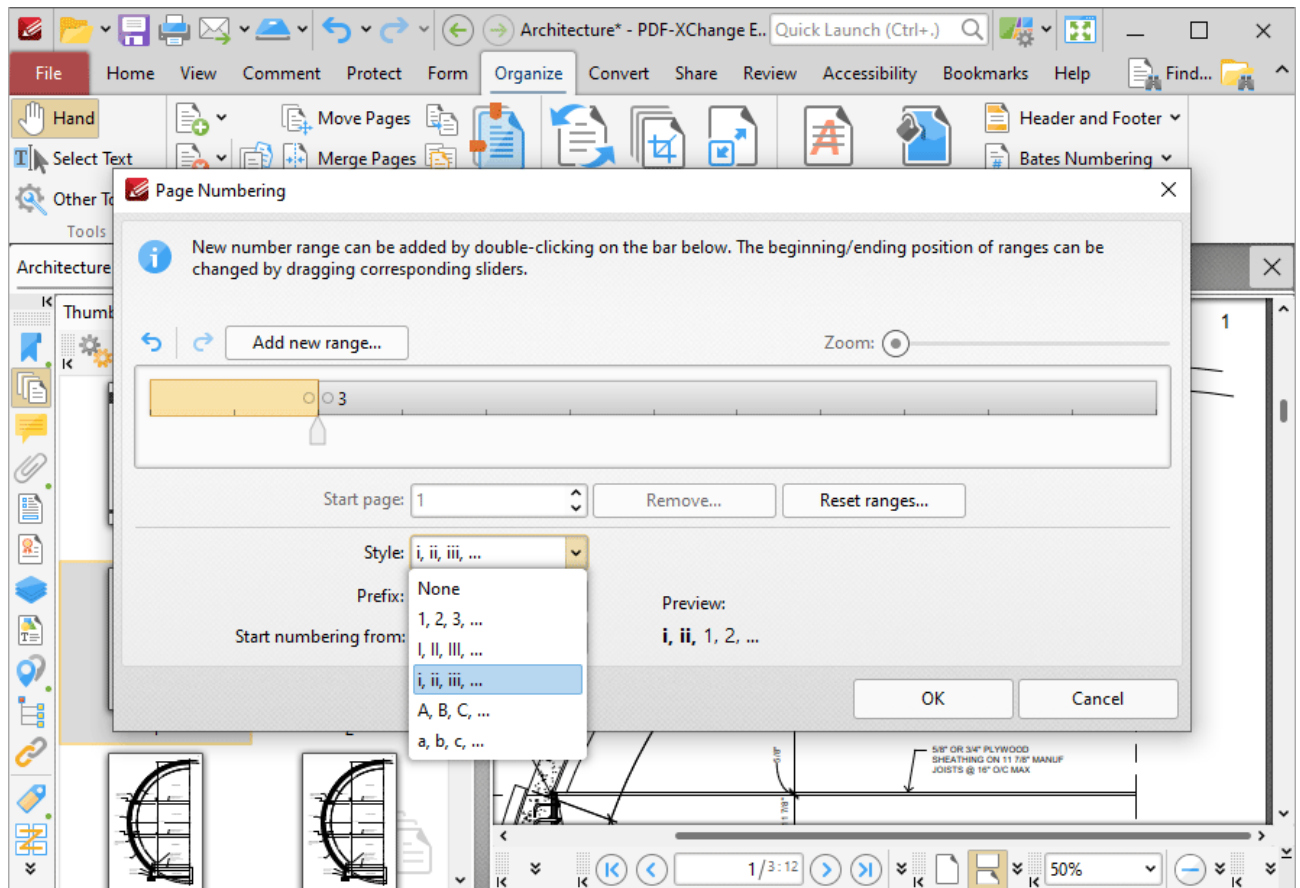 Architecture* - PDF-XChange E..
Quick Launch (Ctrl+.)
File
Home
View
Comment
Protect
Form
Organize
Convert
Share
Review
Accessibility
Bookmarks
Help
Find...
Hand
Move Pages
Header and Footer
Select Text
Merge Pages
Bates Numbering
Other To
Tools
Page Numbering
New number range can be added by double-clicking on the bar below. The beginning/ending position of ranges can be
changed by dragging corresponding sliders.
Architecture
Thumb
1
Add new range...
Zoom:
3
Start page:
1
Remove...
Reset ranges...
Style:
i, ii, iii, ...
Prefix:
None
Preview:
1, 2, 3, ...
Start numbering from:
i, ii, 1, 2, ...
I, II, III, ...
i, ii, iii, ...
A, B, C, ...
a, b, c, ...
OK
Cancel
5/8" OR 3/4" PLYWOOD
SHEATHING ON 11 7/8" MANUF
JOISTS @ 16" O/C MAX
5/8"
11 7/8"
1/3:12
50%